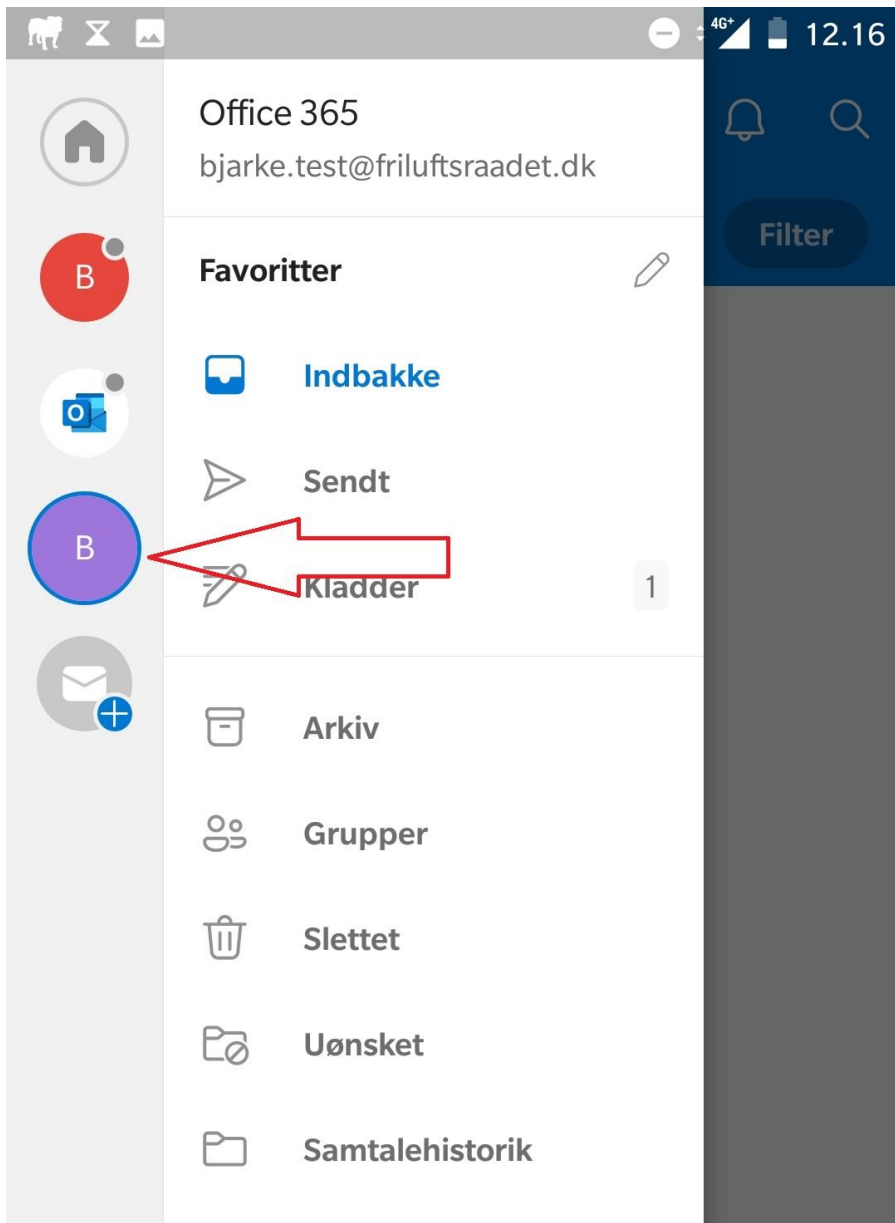 4G+ 12.16
Office 365
bjarke.test@friluftsraadet.dk
B
Filter
Favoritter
Indbakke
O
Sendt
B
Kladder 1
Arkiv
Grupper
Slettet
Uønsket
Samtalehistorik